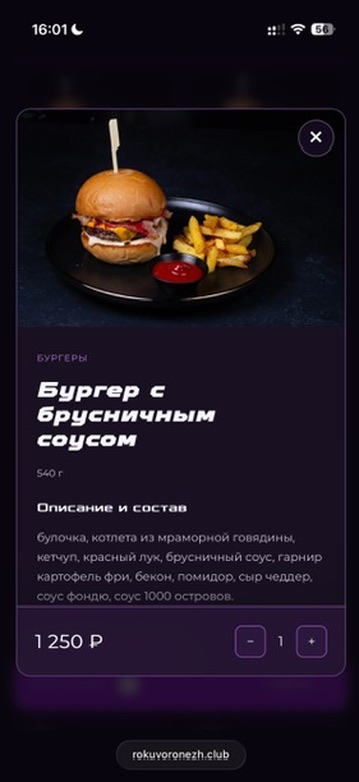 16:01
56
БУРГЕРЫ
Бургер с
брусничным
соусом
540 г
Описание и состав
булочка, котлета из мраморной говядины,
кетчуп, красный лук, брусничный соус, гарнир
картофель фри, бекон, помидор, сыр чеддер,
соус фондю, соус 1000 островов.
1 250 ₽
− 1 +
rokuvoronezh.club